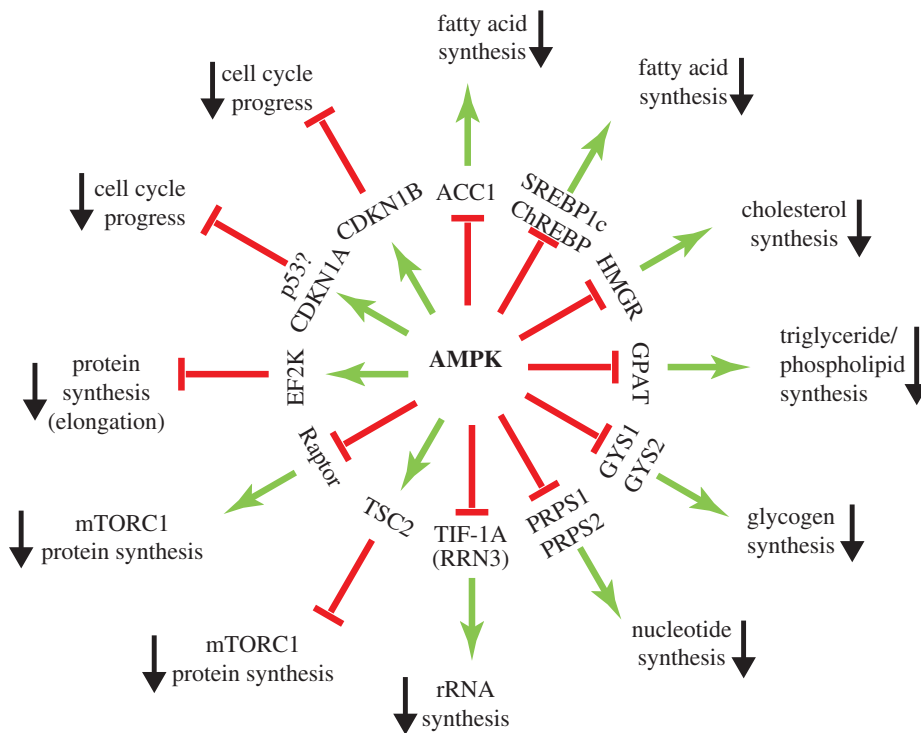 fatty acid
synthesis
fatty acid
synthesis
cell cycle
progress
cell cycle
progress
CDKN1B
ACC1
SREBP1c
ChREBP
cholesterol
synthesis
p53?
CDKN1A
HMGR
AMPK
EF2K
GPAT
triglyceride/
phospholipid
synthesis
protein
synthesis
(elongation)
Raptor
GYS1
GYS2
TSC2
TIF-1A
(RRN3)
PRPS1
PRPS2
mTORC1
protein synthesis
glycogen
synthesis
mTORC1
protein synthesis
nucleotide
synthesis
rRNA
synthesis